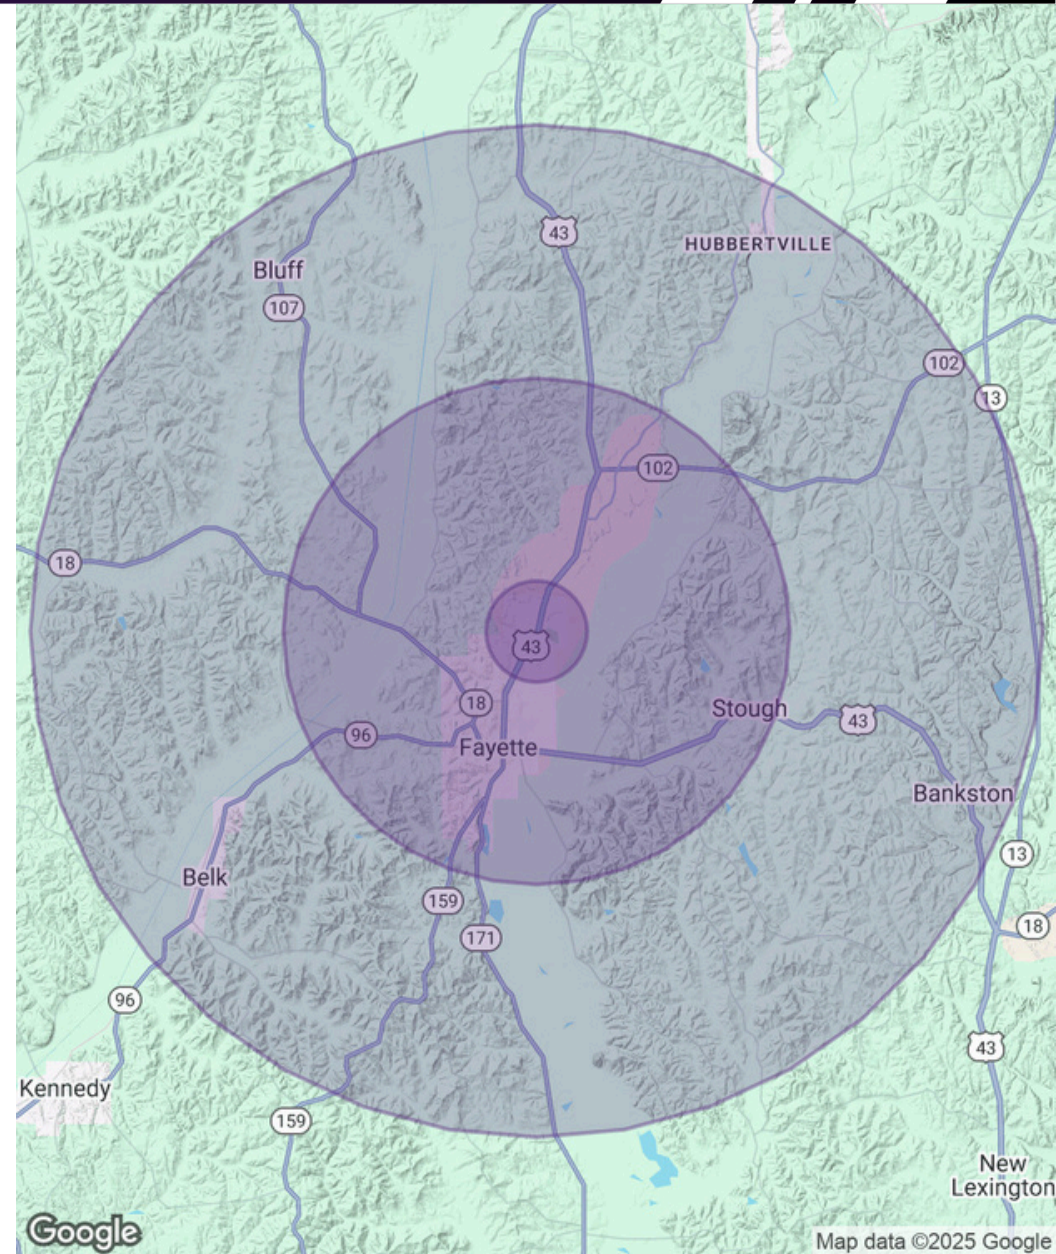 43
HUBBERTVILLE
Bluff
107
102
13
102
18
43
18
Stough
43
96
Fayette
Bankston
13
Belk
159
18
171
96
43
Kennedy
159
New
Lexington
Google
Map data ©2025 Google